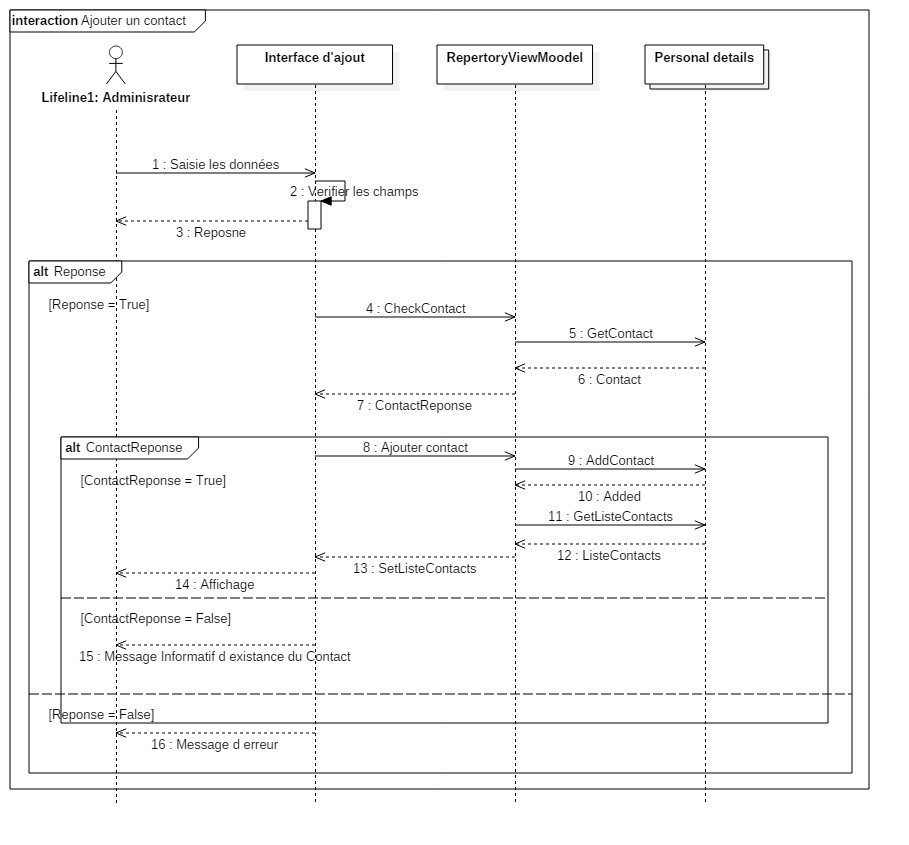 interaction Ajouter un contact
Interface d'ajout
RepertoryViewMoodel
Personal details
Lifeline1: Adminisrateur
1 : Saisie les données
2 : Verifier les champs
3 : Reposne
alt Reponse
[Reponse = True]
4 : CheckContact
5 : GetContact
6 : Contact
7 : ContactReponse
alt ContactReponse
8 : Ajouter contact
9 : AddContact
[ContactReponse = True]
10 : Added
11 : GetListeContacts
12 : ListeContacts
13 : SetListeContacts
14 : Affichage
[ContactReponse = False]
15 : Message Informatif d existance du Contact
[Reponse = False]
16 : Message d erreur